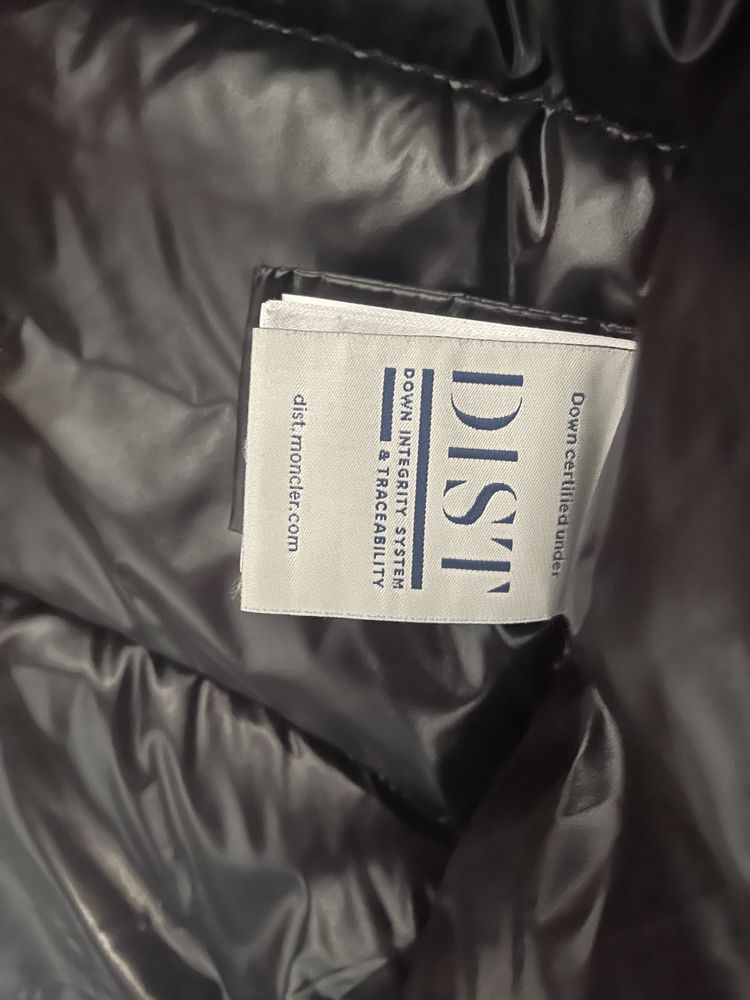 Down certified under
DIST
DOWN INTEGRITY SYSTEM
& TRACEABILITY
dist.moncler.com